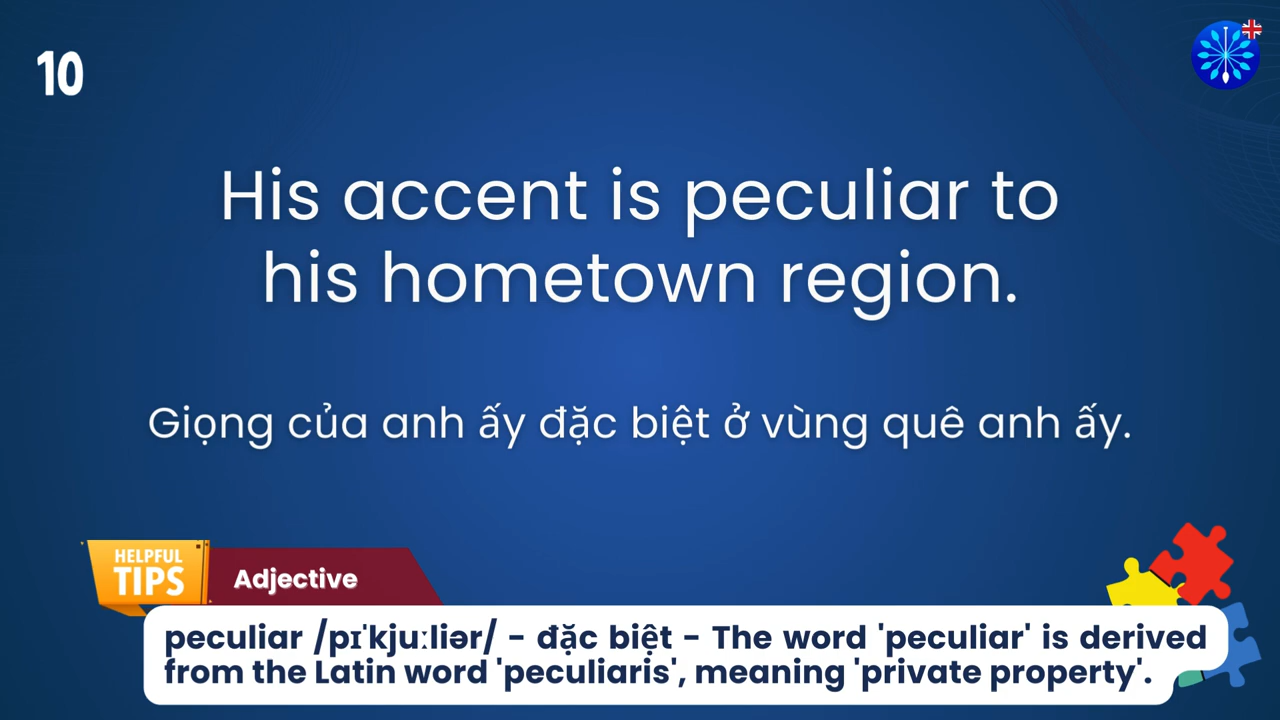 10
His accent is peculiar to
his hometown region.
Giọng của anh ấy đặc biệt ở vùng quê anh ấy.
HELPFUL
TIPS
Adjective
peculiar /pɪˈkjuːliər/ - đặc biệt - The word 'peculiar' is derived
from the Latin word 'peculiaris', meaning 'private property'.